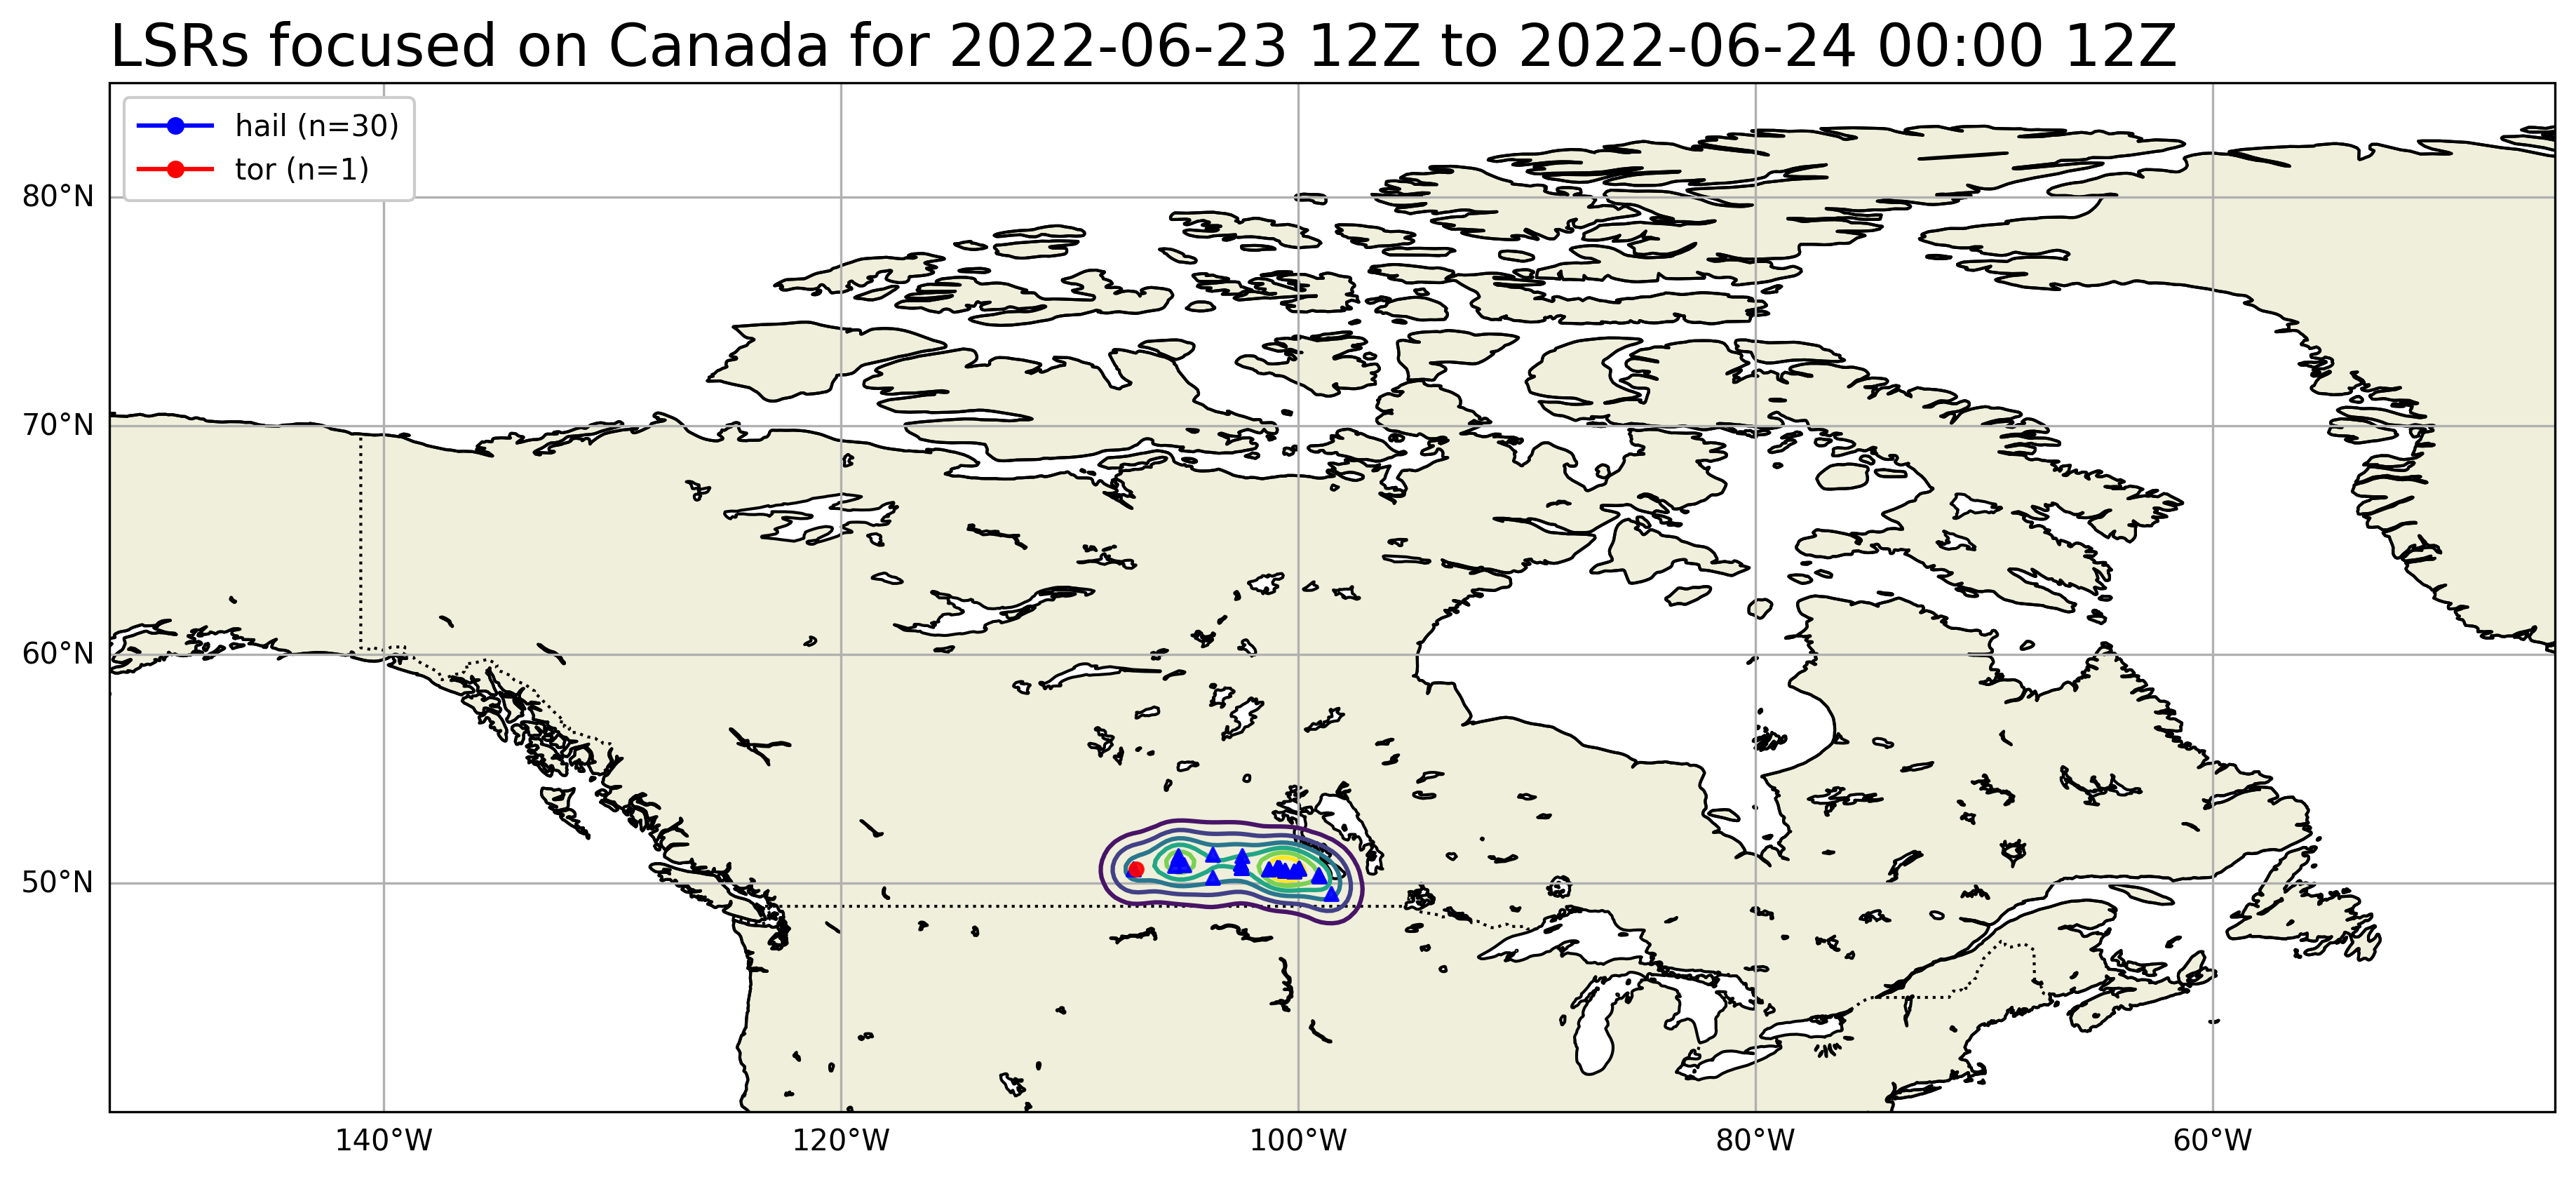 LSRs focused on Canada for 2022-06-23 12Z to 2022-06-24 00:00 12Z
hail (n=30)
tor (n=1)
80°N
70°N
60°N
50°N
140°W 120°W 100°W 80°W 60°W